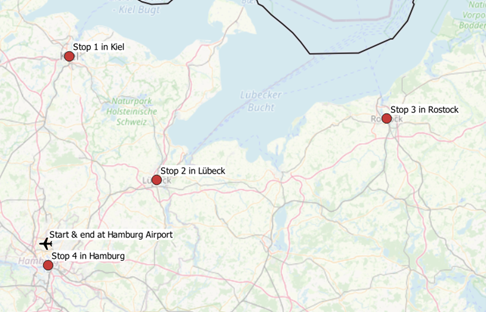 Kiel Bugt
Stop 1 in Kiel
Lübecker
Bucht
Naturpark
Holsteinische
Schweiz
Stop 3 in Rostock
Stop 2 in Lübeck
Start & end at Hamburg Airport
Stop 4 in Hamburg